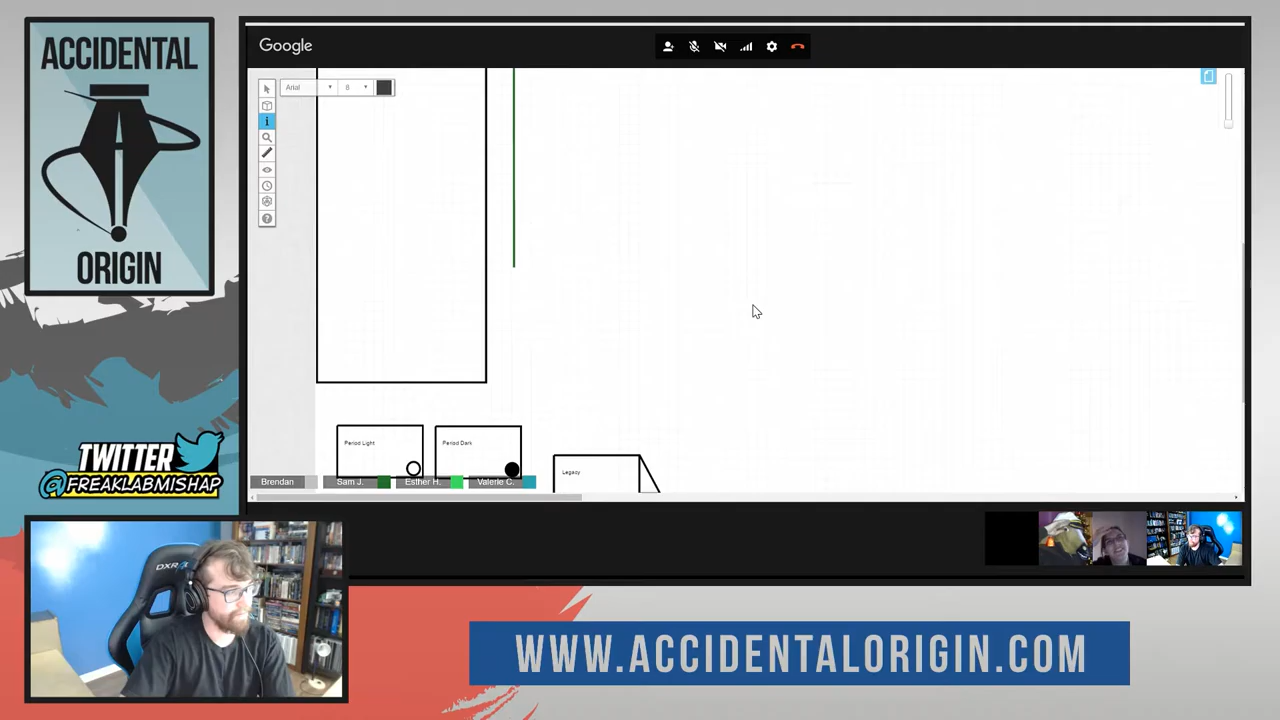 ACCIDENTAL
ORIGIN
Google
Arial
8
i
?
Period Light
Period Dark
Legacy
Brendan
Sam J.
Esther H.
Valerie C.
TWITTER
@FREAKLABMISHAP
DXR
WWW.ACCIDENTALORIGIN.COM